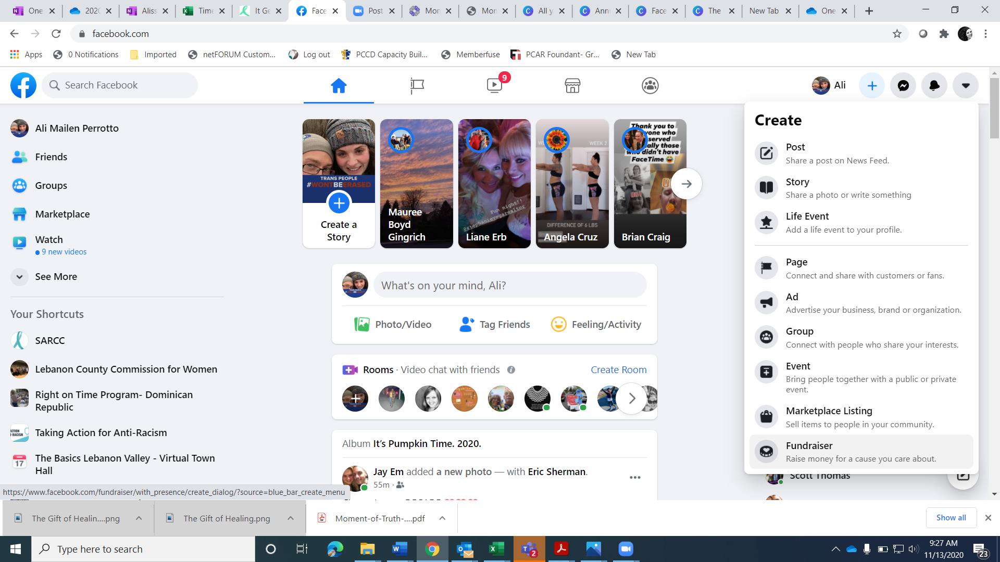 One
2020
Aliss
Time
It Ge
Face
Post
Mon
Mon
All y
Ann
Face
The
New Tab
One
facebook.com
Apps
0 Notifications
Imported
netFORUM Custom...
Log out
PCCD Capacity Buil...
Memberfuse
PCAR Foundant- Gr...
New Tab
Search Facebook
9
Ali
Ali Mailen Perrotto
Friends
Groups
Marketplace
Watch
9 new videos
See More
Your Shortcuts
SARCC
Lebanon County Commission for Women
Right on Time Program- Dominican
Republic
Taking Action for Anti-Racism
17
The Basics Lebanon Valley - Virtual Town
Hall
https://www.facebook.com/fundraiser/with_presence/create_dialog/?source=blue_bar_create_menu
TRANS PEOPLE
#WONTBEERASED
Create a
Story
Mauree
Boyd
Gingrich
Fun night!!
@stephanievegarealtor
Liane Erb
WEEK 2
DIFFERENCE OF 6 LBS
Angela Cruz
Thank you to
served
didn't have
FaceTime
Brian Craig
What's on your mind, Ali?
Photo/Video
Tag Friends
Feeling/Activity
Rooms · Video chat with friends
Create Room
Album It's Pumpkin Time. 2020.
Jay Em added a new photo — with Eric Sherman.
55m ·
Create
Post
Share a post on News Feed.
Story
Share a photo or write something
Life Event
Add a life event to your profile.
Page
Connect and share with customers or fans.
Ad
Advertise your business, brand or organization.
Group
Connect with people who share your interests.
Event
Bring people together with a public or private
event.
Marketplace Listing
Sell items to people in your community.
Fundraiser
Raise money for a cause you care about.
Scott Thomas
The Gift of Healin....png
The Gift of Healing.png
Moment-of-Truth-....pdf
Show all
Type here to search
2
9:27 AM
11/13/2020
23